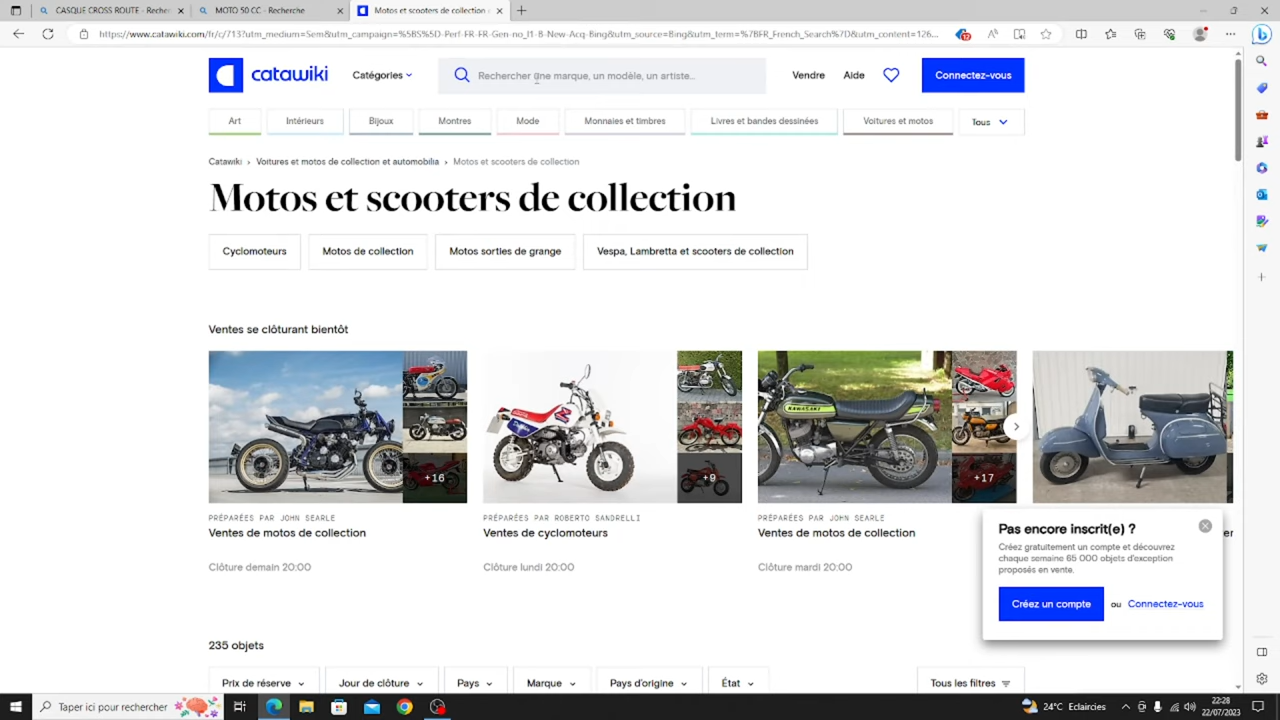 CASQUE CROSS ROUTE - Recher
MOTO 50 CC - Recherche
Motos et scooters de collection
https://www.catawiki.com/fr/c/713?utm_medium=Sem&utm_campaign=%5BS%5D-Perf-FR-FR-Gen-no_I1-B-New-Acq-Bing&utm_source=Bing&utm_term=%7BFR_French_Search%7D&utm_content=126...
catawiki
Catégories
Rechercher une marque, un modèle, un artiste...
Vendre
Aide
Connectez-vous
Art
Intérieurs
Bijoux
Montres
Mode
Monnaies et timbres
Livres et bandes dessinées
Voitures et motos
Tous
Catawiki › Voitures et motos de collection et automobilia › Motos et scooters de collection
Motos et scooters de collection
Cyclomoteurs
Motos de collection
Motos sorties de grange
Vespa, Lambretta et scooters de collection
Ventes se clôturant bientôt
KAWASAKI
+16
+9
+17
PRÉPARÉES PAR JOHN SEARLE
PRÉPARÉES PAR ROBERTO SANDRELLI
PRÉPARÉES PAR JOHN SEARLE
Ventes de motos de collection
Ventes de cyclomoteurs
Ventes de motos de collection
Clôture demain 20:00
Clôture lundi 20:00
Clôture mardi 20:00
Pas encore inscrit(e) ?
Créez gratuitement un compte et découvrez
chaque semaine 65 000 objets d'exception
proposés en vente.
Créez un compte
ou
Connectez-vous
235 objets
Prix de réserve
Jour de clôture
Pays
Marque
Pays d'origine
État
Tous les filtres
Taper ici pour rechercher
24°C Eclaircies
22:28
22/07/2023